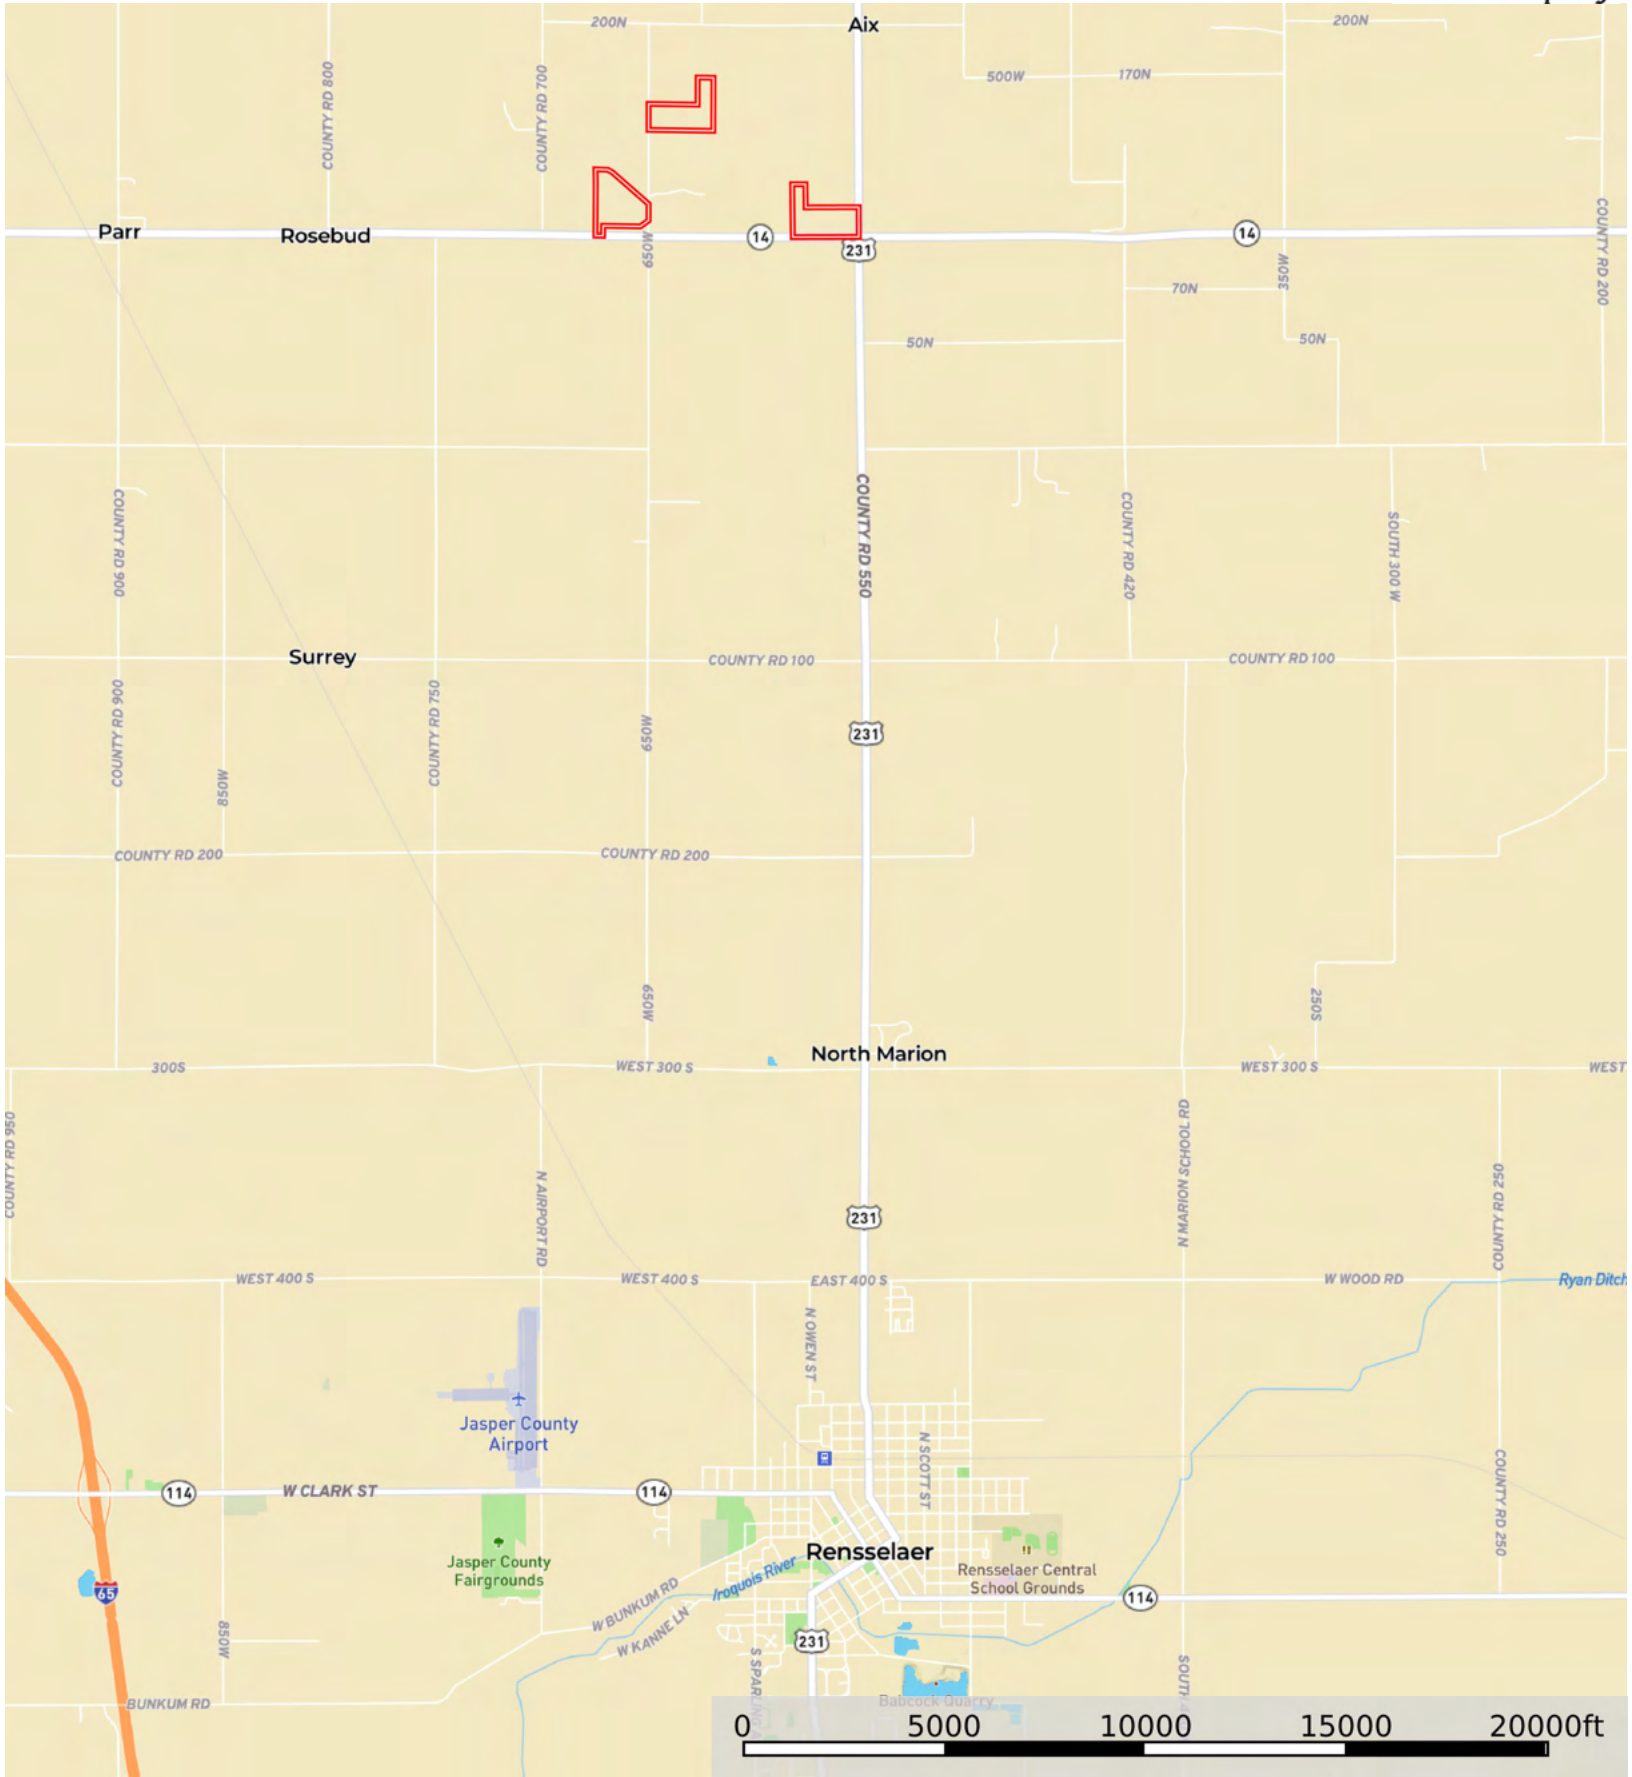 200N
Aix
200N
500W
170N
COUNTY RD 800
COUNTY RD 700
COUNTY RD 200
Parr
Rosebud
650W
14
231
14
350W
70N
50N
50N
COUNTY RD 900
COUNTY RD 550
COUNTY RD 420
SOUTH 300 W
Surrey
COUNTY RD 100
COUNTY RD 100
COUNTY RD 900
850W
COUNTY RD 750
650W
231
COUNTY RD 200
COUNTY RD 200
650W
250S
North Marion
300S
WEST 300 S
WEST 300 S
WEST
COUNTY RD 950
N AIRPORT RD
N MARION SCHOOL RD
COUNTY RD 250
231
WEST 400 S
WEST 400 S
EAST 400 S
W WOOD RD
Ryan Ditch
N OWEN ST
Jasper County
Airport
N SCOTT ST
COUNTY RD 250
114
W CLARK ST
114
Rensselaer
Jasper County
Fairgrounds
Iroquois River
Rensselaer Central
School Grounds
65
W BUNKUM RD
W KANNE LN
114
850W
231
S SPARLING A
SOUTH
BUNKUM RD
Babcock Quarry
0 5000 10000 15000 20000ft